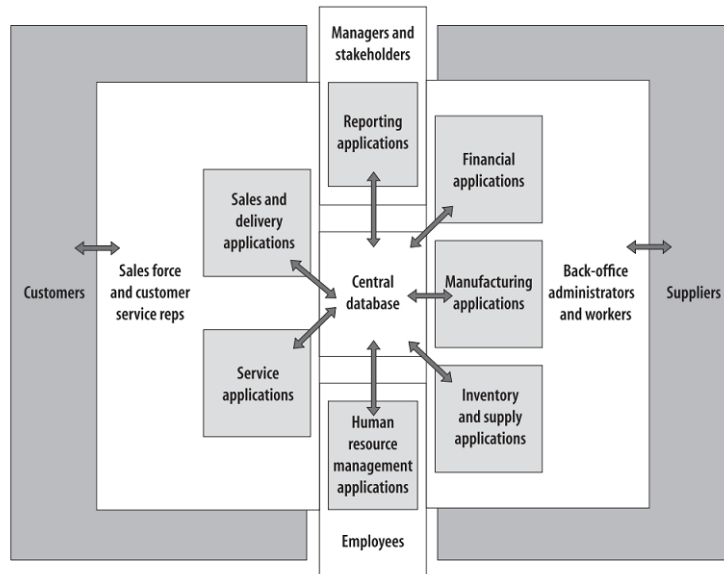 Managers and
stakeholders
Reporting
applications
Financial
applications
Sales and
delivery
applications
Customers
Sales force
and customer
service reps
Central
database
Manufacturing
applications
Back-office
administrators
and workers
Suppliers
Service
applications
Inventory
and supply
applications
Human
resource
management
applications
Employees